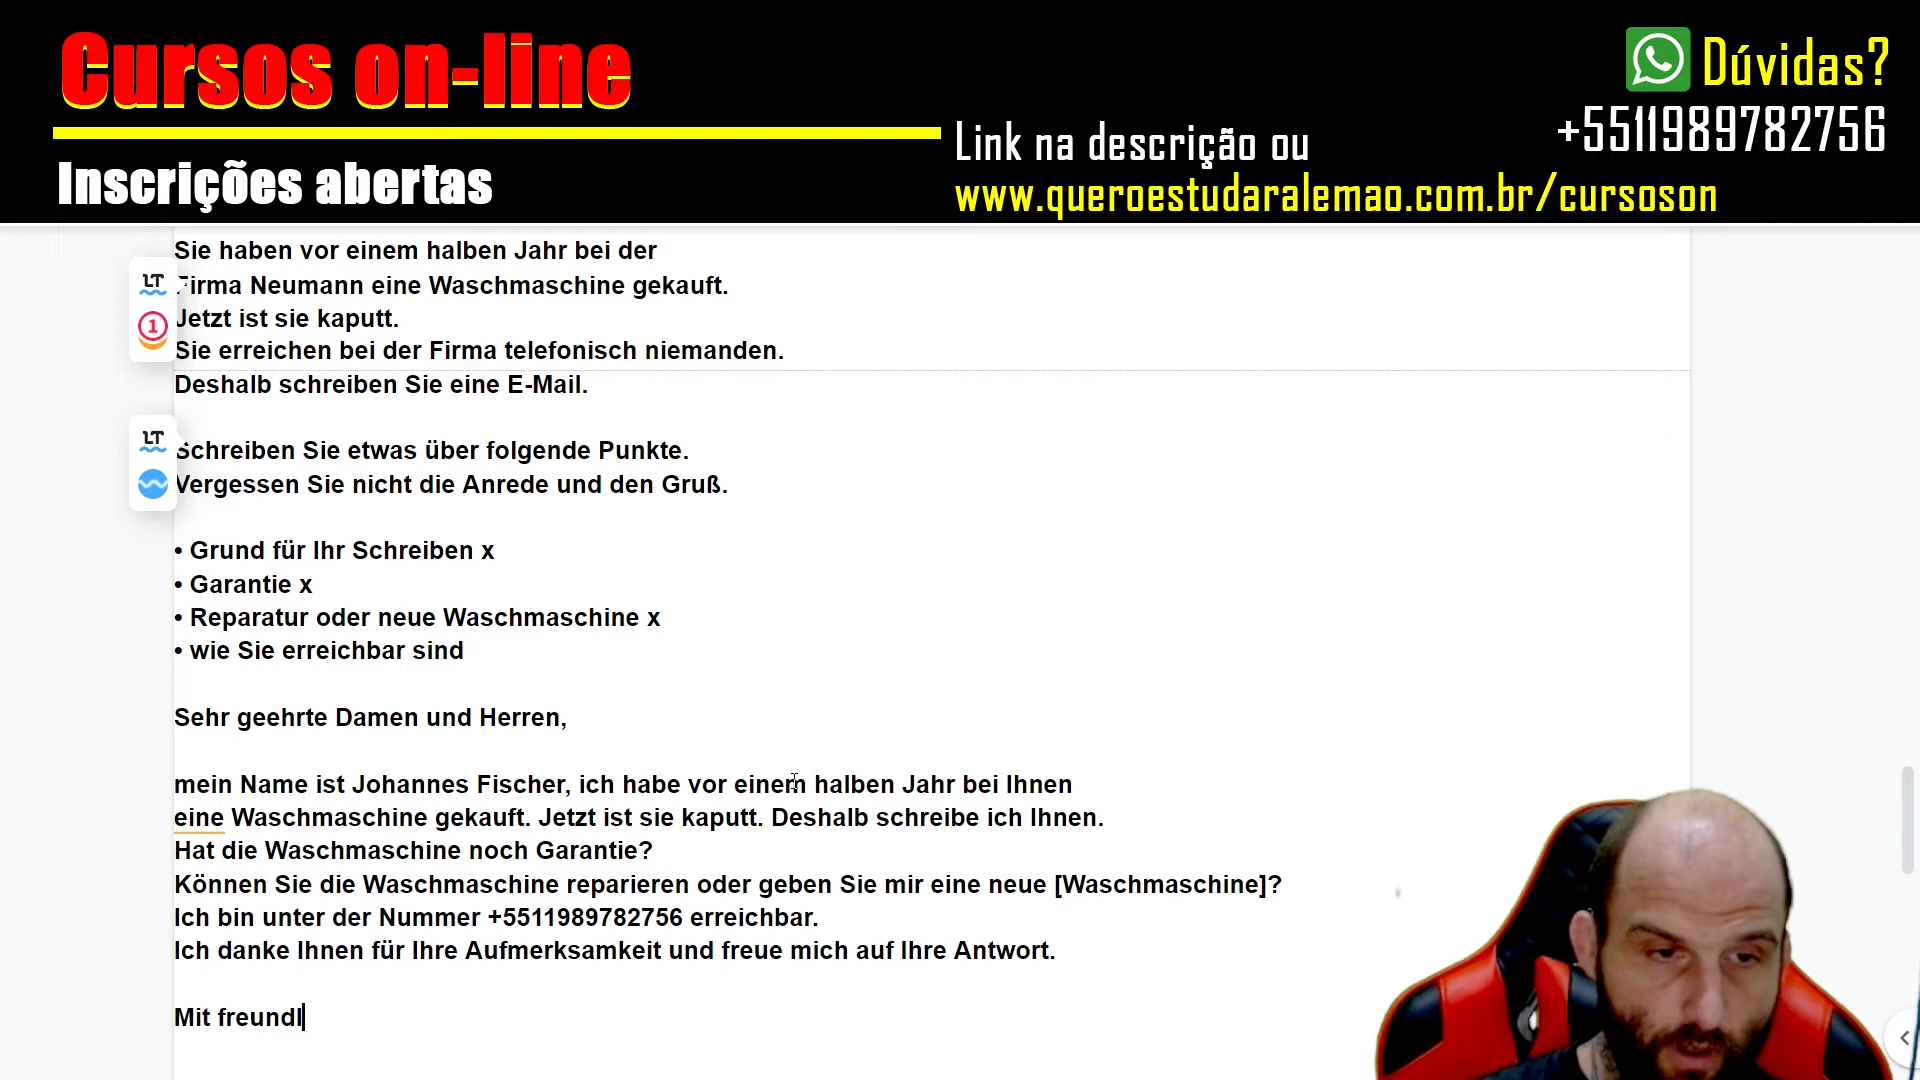 Cursos on-line
Inscrições abertas
Dúvidas?
+5511989782756
Link na descrição ou
www.queroestudaralemao.com.br/cursoson
Sie haben vor einem halben Jahr bei der
Firma Neumann eine Waschmaschine gekauft.
Jetzt ist sie kaputt.
Sie erreichen bei der Firma telefonisch niemanden.
Deshalb schreiben Sie eine E-Mail.
LT
1
Schreiben Sie etwas über folgende Punkte.
Vergessen Sie nicht die Anrede und den Gruß.
LT
• Grund für Ihr Schreiben x
• Garantie x
• Reparatur oder neue Waschmaschine x
• wie Sie erreichbar sind
Sehr geehrte Damen und Herren,
mein Name ist Johannes Fischer, ich habe vor einem halben Jahr bei Ihnen
eine Waschmaschine gekauft. Jetzt ist sie kaputt. Deshalb schreibe ich Ihnen.
Hat die Waschmaschine noch Garantie?
Können Sie die Waschmaschine reparieren oder geben Sie mir eine neue [Waschmaschine]?
Ich bin unter der Nummer +5511989782756 erreichbar.
Ich danke Ihnen für Ihre Aufmerksamkeit und freue mich auf Ihre Antwort.
Mit freundl